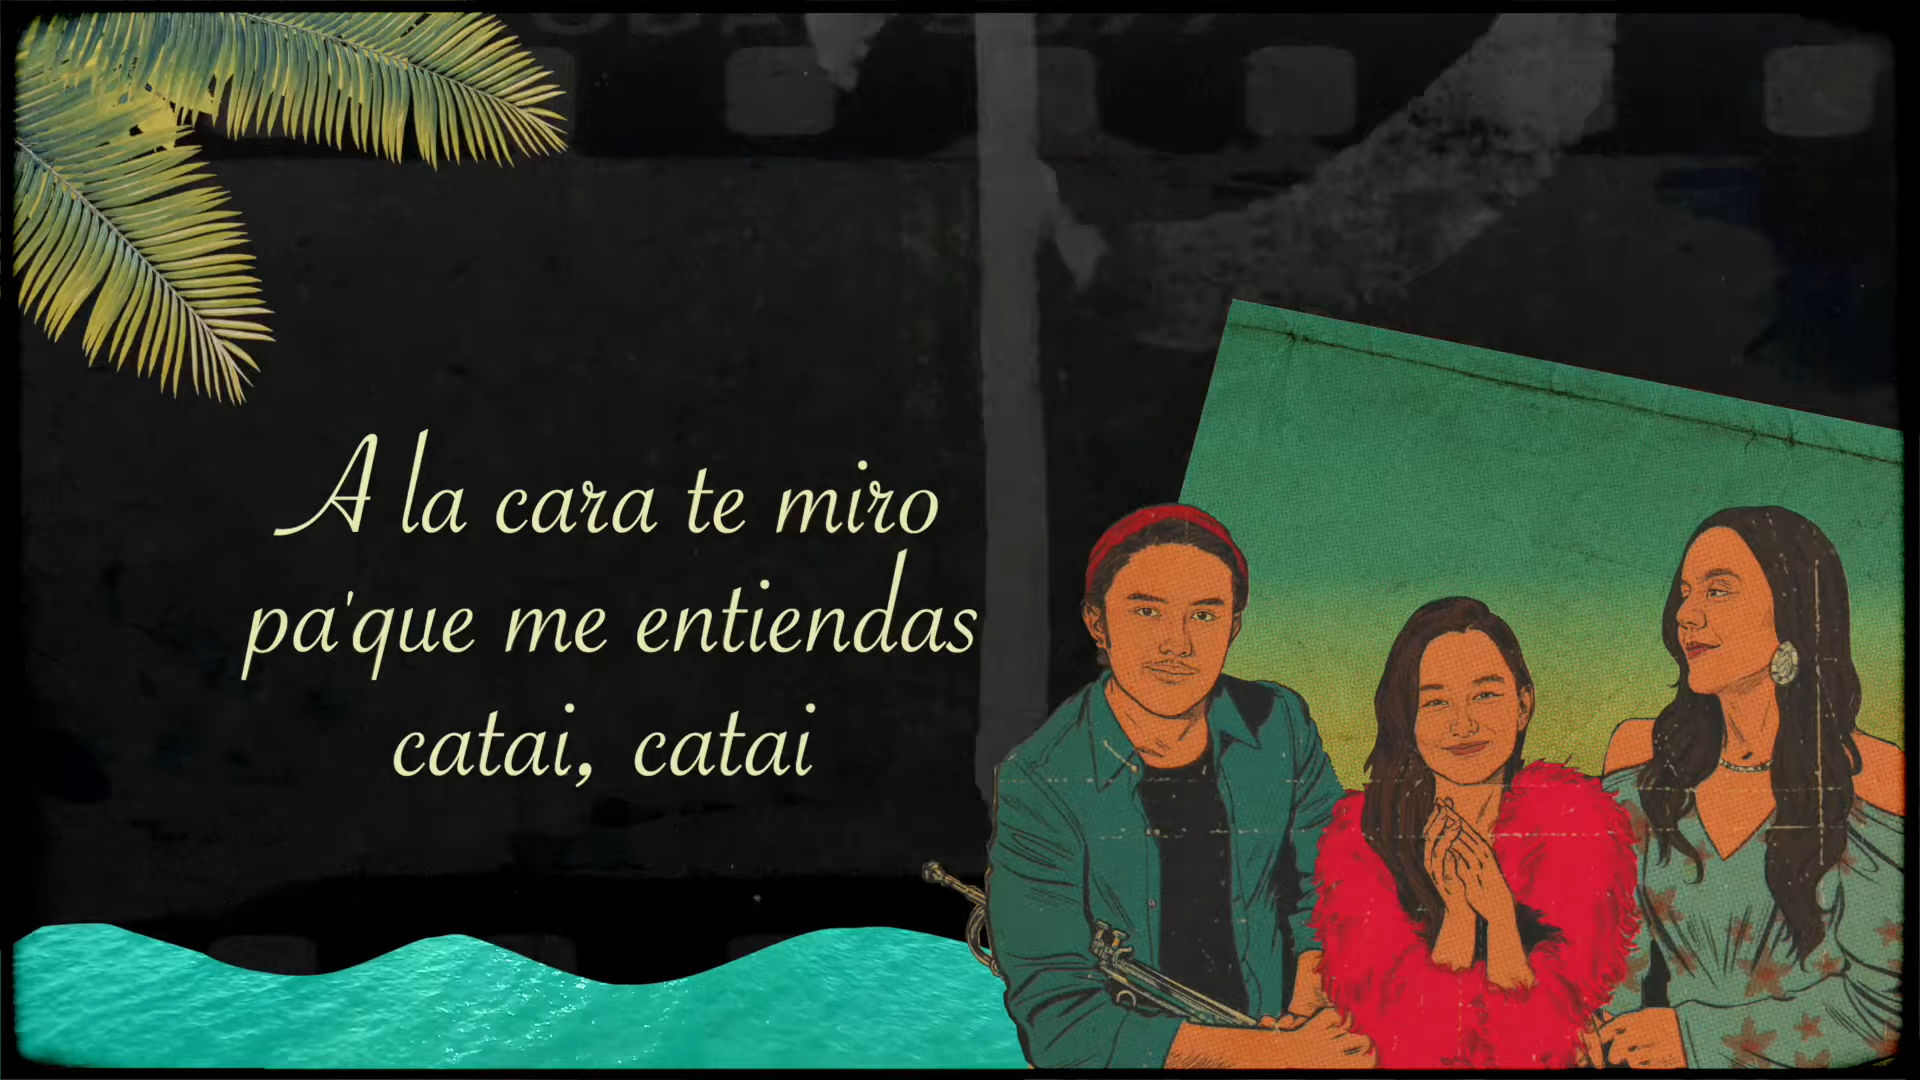 A la cara te miro
pa'que me entiendas
catai, catai